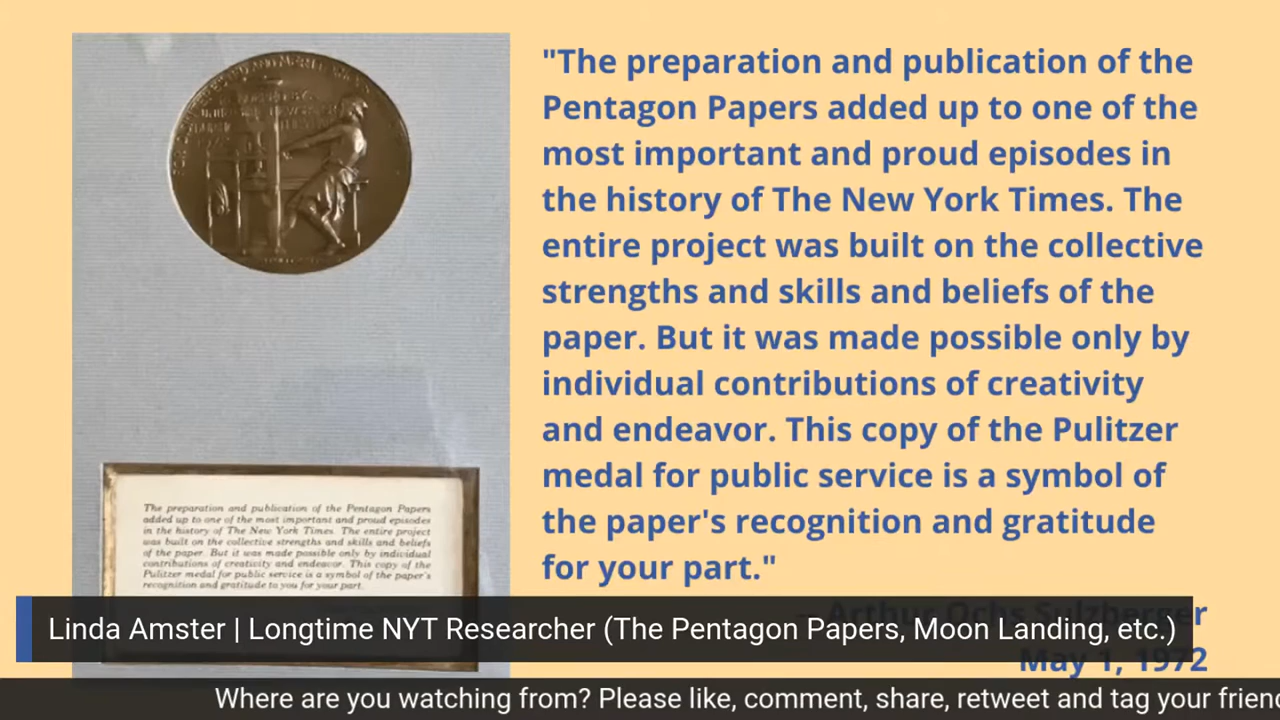 "The preparation and publication of the
Pentagon Papers added up to one of the
most important and proud episodes in
the history of The New York Times. The
entire project was built on the collective
strengths and skills and beliefs of the
paper. But it was made possible only by
individual contributions of creativity
and endeavor. This copy of the Pulitzer
medal for public service is a symbol of
the paper's recognition and gratitude
for your part."
Arthur Ochs Sulzberger
May 1, 1972
The preparation and publication of the Pentagon Papers
added up to one of the most important and proud episodes
in the history of The New York Times. The entire project
was built on the collective strengths and skills and beliefs
of the paper. But it was made possible only by individual
contributions of creativity and endeavor. This copy of the
Pulitzer medal for public service is a symbol of the paper's
recognition and gratitude to you for your part.
Linda Amster | Longtime NYT Researcher (The Pentagon Papers, Moon Landing, etc.)
Where are you watching from? Please like, comment, share, retweet and tag your friend